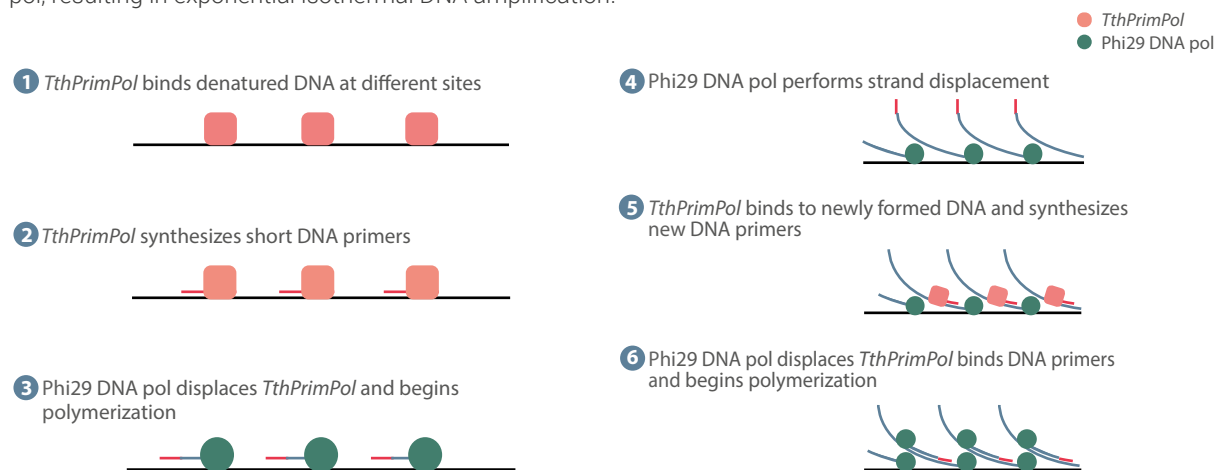 pol, resulting in exponential isothermal DNA amplification.
TthPrimPol
Phi29 DNA pol
1 TthPrimPol binds denatured DNA at different sites
2 TthPrimPol synthesizes short DNA primers
3 Phi29 DNA pol displaces TthPrimPol and begins
polymerization
4 Phi29 DNA pol performs strand displacement
5 TthPrimPol binds to newly formed DNA and synthesizes
new DNA primers
6 Phi29 DNA pol displaces TthPrimPol binds DNA primers
and begins polymerization